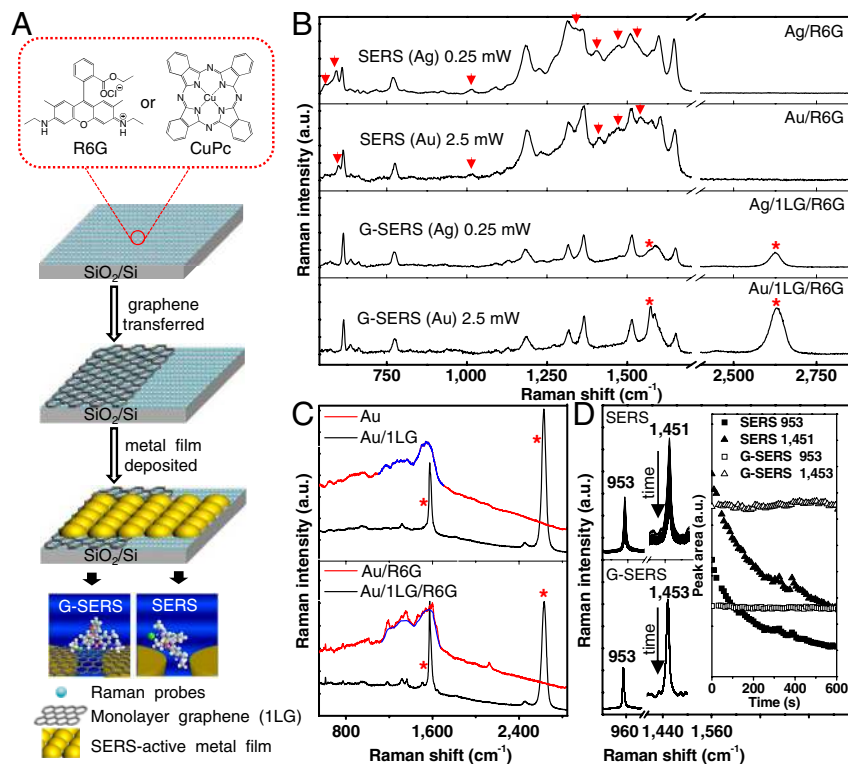 A
O
O
OCl⊖
N
H
O
N
H
⊕
R6G
or
N
N
N
N
Cu
N
N
N
N
CuPc
SiO2/Si
graphene
transferred
SiO2/Si
metal film
deposited
SiO2/Si
G-SERS
SERS
Raman probes
Monolayer graphene (1LG)
SERS-active metal film
B
Raman intensity (a.u.)
SERS (Ag) 0.25 mW
Ag/R6G
SERS (Au) 2.5 mW
Au/R6G
G-SERS (Ag) 0.25 mW
Ag/1LG/R6G
* *
G-SERS (Au) 2.5 mW
Au/1LG/R6G
* *
750 1,000 1,250 1,500 2,500 2,750
Raman shift (cm-1)
Raman shift (cm-1)
C
Raman intensity (a.u.)
Au
Au/1LG
* *
Au/R6G
Au/1LG/R6G
* *
800 1,600 2,400
Raman shift (cm-1)
D
Raman intensity (a.u.)
SERS
1,451
953
time
G-SERS
1,453
953
time
960 1,440 1,560
Raman shift (cm-1)
SERS 953
SERS 1,451
G-SERS 953
G-SERS 1,453
Peak area (a.u.)
0 200 400 600
Time (s)